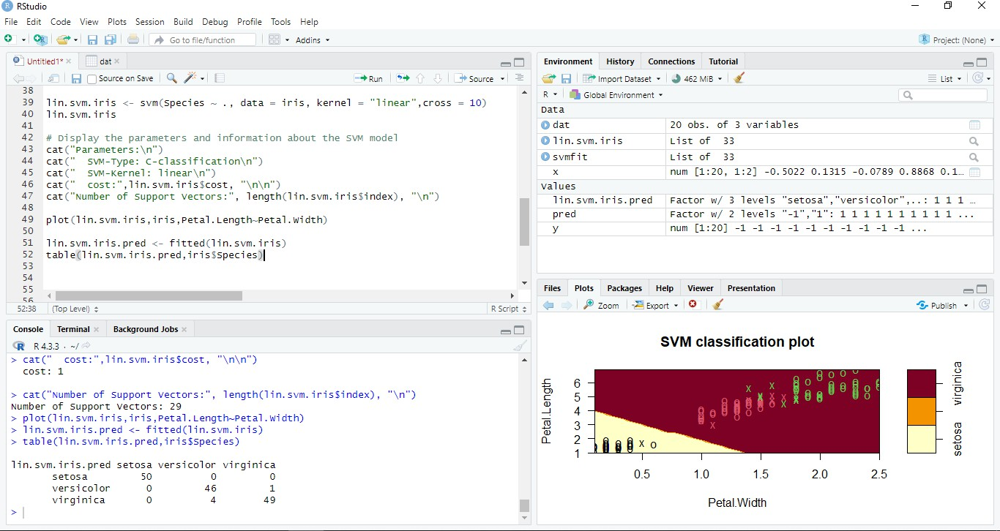 RStudio
File Edit Code View Plots Session Build Debug Profile Tools Help
Go to file/function Addins Project: (None)
Untitled1* dat
Source on Save Run Source
38
39 lin.svm.iris <- svm(Species ~ ., data = iris, kernel = "linear",cross = 10)
40 lin.svm.iris
41
42 # Display the parameters and information about the SVM model
43 cat("Parameters:\n")
44 cat("  SVM-Type: C-classification\n")
45 cat("  SVM-Kernel: linear\n")
46 cat("  cost:",lin.svm.iris$cost, "\n\n")
47 cat("Number of Support Vectors:", length(lin.svm.iris$index), "\n")
48
49 plot(lin.svm.iris,iris,Petal.Length~Petal.Width)
50
51 lin.svm.iris.pred <- fitted(lin.svm.iris)
52 table(lin.svm.iris.pred,iris$Species)
53
54
55
56
52:38 (Top Level) R Script
Console Terminal Background Jobs
R R 4.3.3 · ~/
> cat("  cost:",lin.svm.iris$cost, "\n\n")
  cost: 1
> cat("Number of Support Vectors:", length(lin.svm.iris$index), "\n")
Number of Support Vectors: 29
> plot(lin.svm.iris,iris,Petal.Length~Petal.Width)
> lin.svm.iris.pred <- fitted(lin.svm.iris)
> table(lin.svm.iris.pred,iris$Species)
lin.svm.iris.pred setosa versicolor virginica
setosa 50 0 0
versicolor 0 46 1
virginica 0 4 49
>
Environment History Connections Tutorial
Import Dataset 462 MiB List
R Global Environment
Data
dat 20 obs. of 3 variables
lin.svm.iris List of 33
svmfit List of 33
x num [1:20, 1:2] -0.5022 0.1315 -0.0789 0.8868 0.1...
Values
lin.svm.iris.pred Factor w/ 3 levels "setosa","versicolor",..: 1 1 1 ...
pred Factor w/ 2 levels "-1","1": 1 1 1 1 1 1 1 1 1 1 ...
y num [1:20] -1 -1 -1 -1 -1 -1 -1 -1 -1 -1 ...
Files Plots Packages Help Viewer Presentation
Zoom Export Publish
SVM classification plot
Petal.Length
6
5
4
3
2
1
0.5 1.0 1.5 2.0 2.5
Petal.Width
virginica
setosa